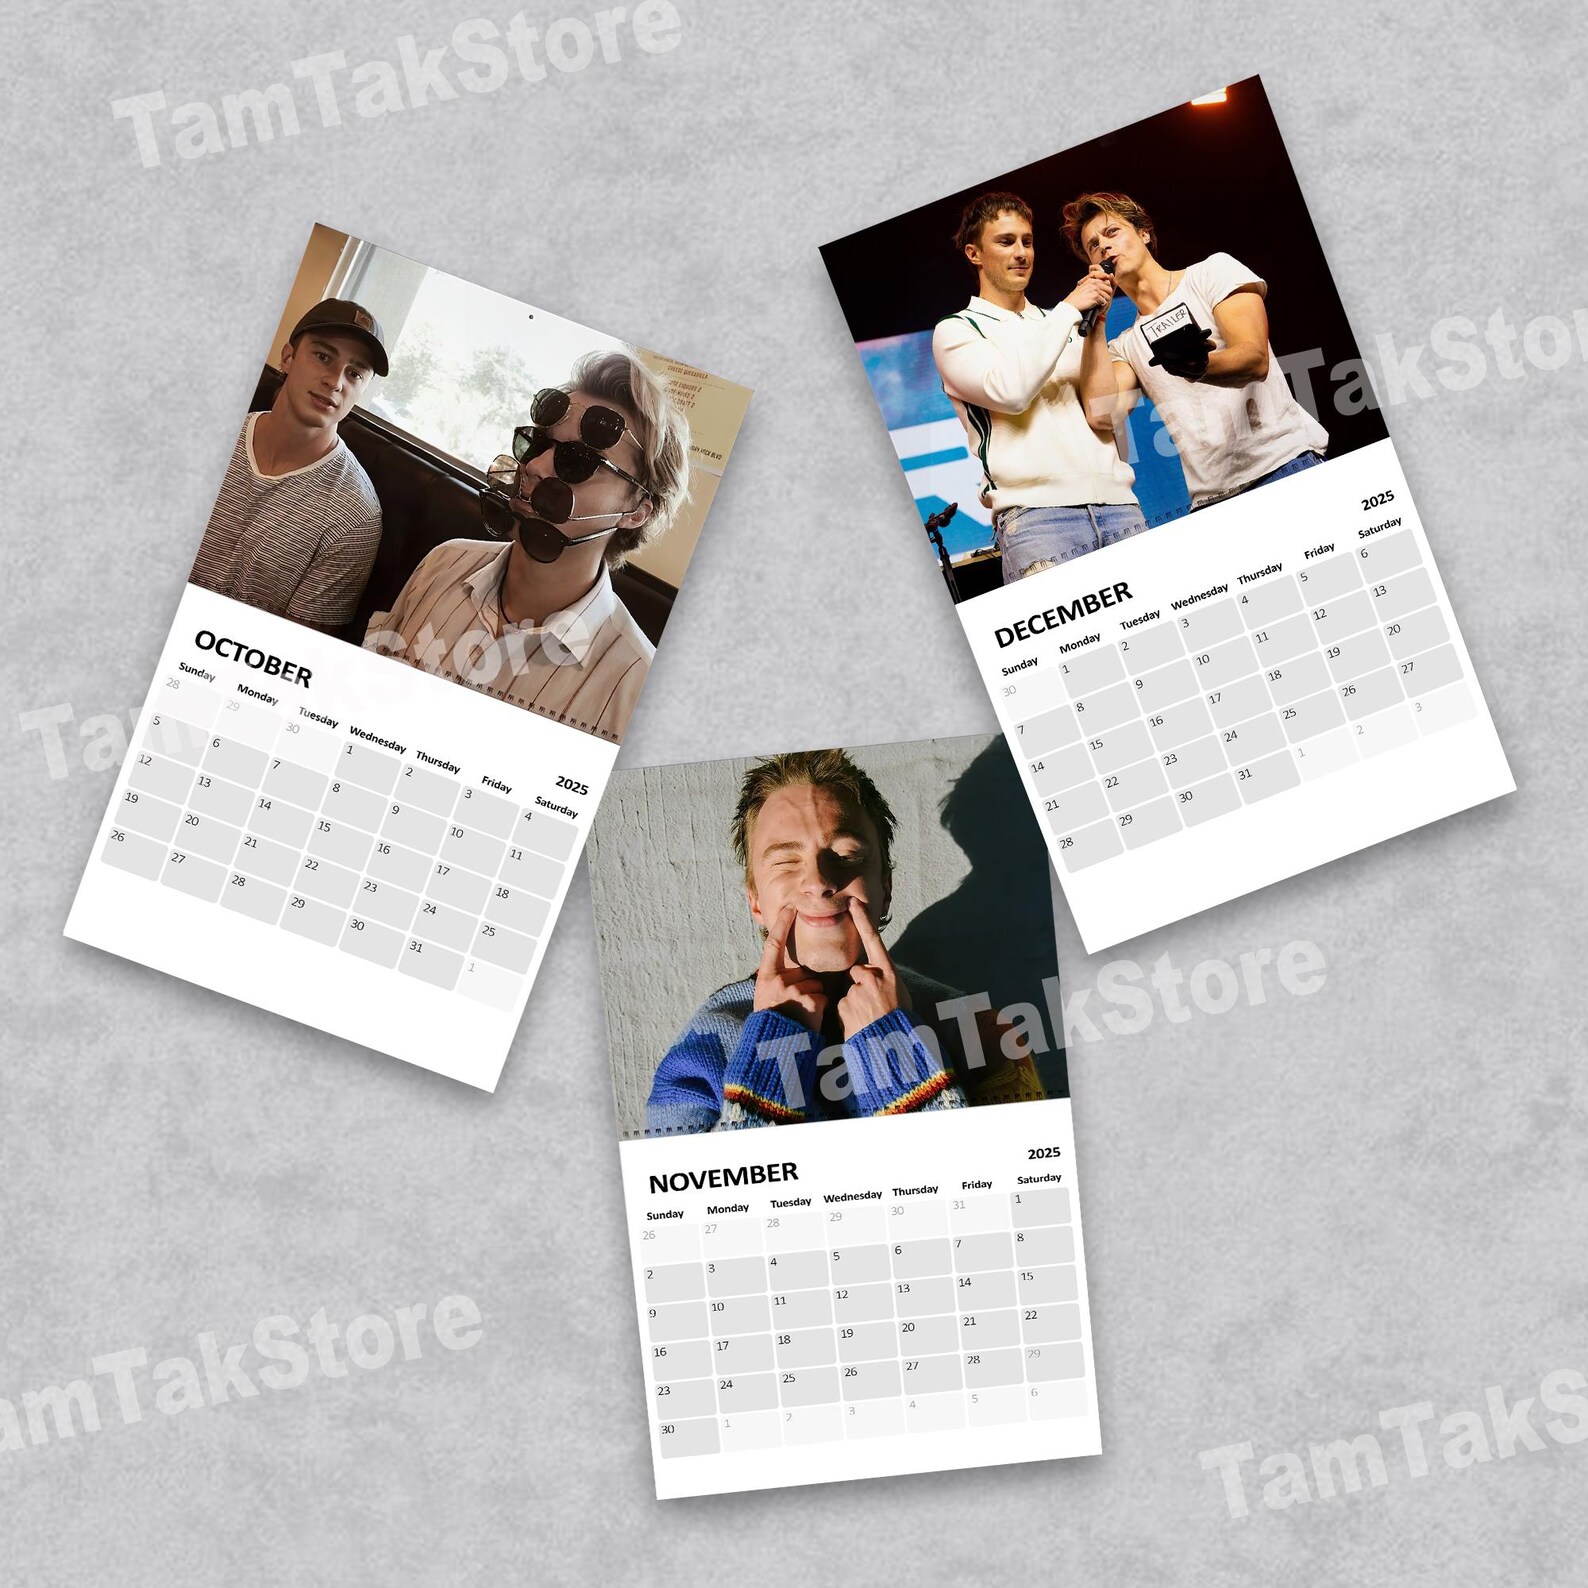 TamTakStore
TRAILER
TamTakStore
CHEESE QUESADILLA
OCTOBER
2025
Sunday Monday Tuesday Wednesday Thursday Friday Saturday
28 29 30 1 2 3 4
5 6 7 8 9 10 11
12 13 14 15 16 17 18
19 20 21 22 23 24 25
26 27 28 29 30 31 1
DECEMBER
2025
Sunday Monday Tuesday Wednesday Thursday Friday Saturday
30 1 2 3 4 5 6
7 8 9 10 11 12 13
14 15 16 17 18 19 20
21 22 23 24 25 26 27
28 29 30 31 1 2 3
TamTakStore
NOVEMBER
2025
Sunday Monday Tuesday Wednesday Thursday Friday Saturday
26 27 28 29 30 31 1
2 3 4 5 6 7 8
9 10 11 12 13 14 15
16 17 18 19 20 21 22
23 24 25 26 27 28 29
30 1 2 3 4 5 6
amTakStore
TamTakS